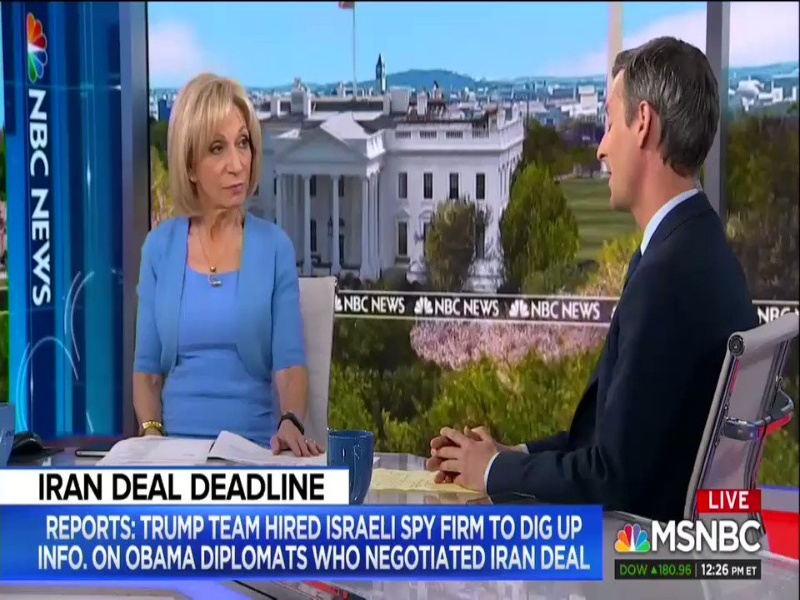 NBC NEWS
NBC NEWS
NBC NEWS
NBC NEWS
NBC
IRAN DEAL DEADLINE
REPORTS: TRUMP TEAM HIRED ISRAELI SPY FIRM TO DIG UP
INFO. ON OBAMA DIPLOMATS WHO NEGOTIATED IRAN DEAL
LIVE
MSNBC
DOW ▲180.96
12:26 PM ET